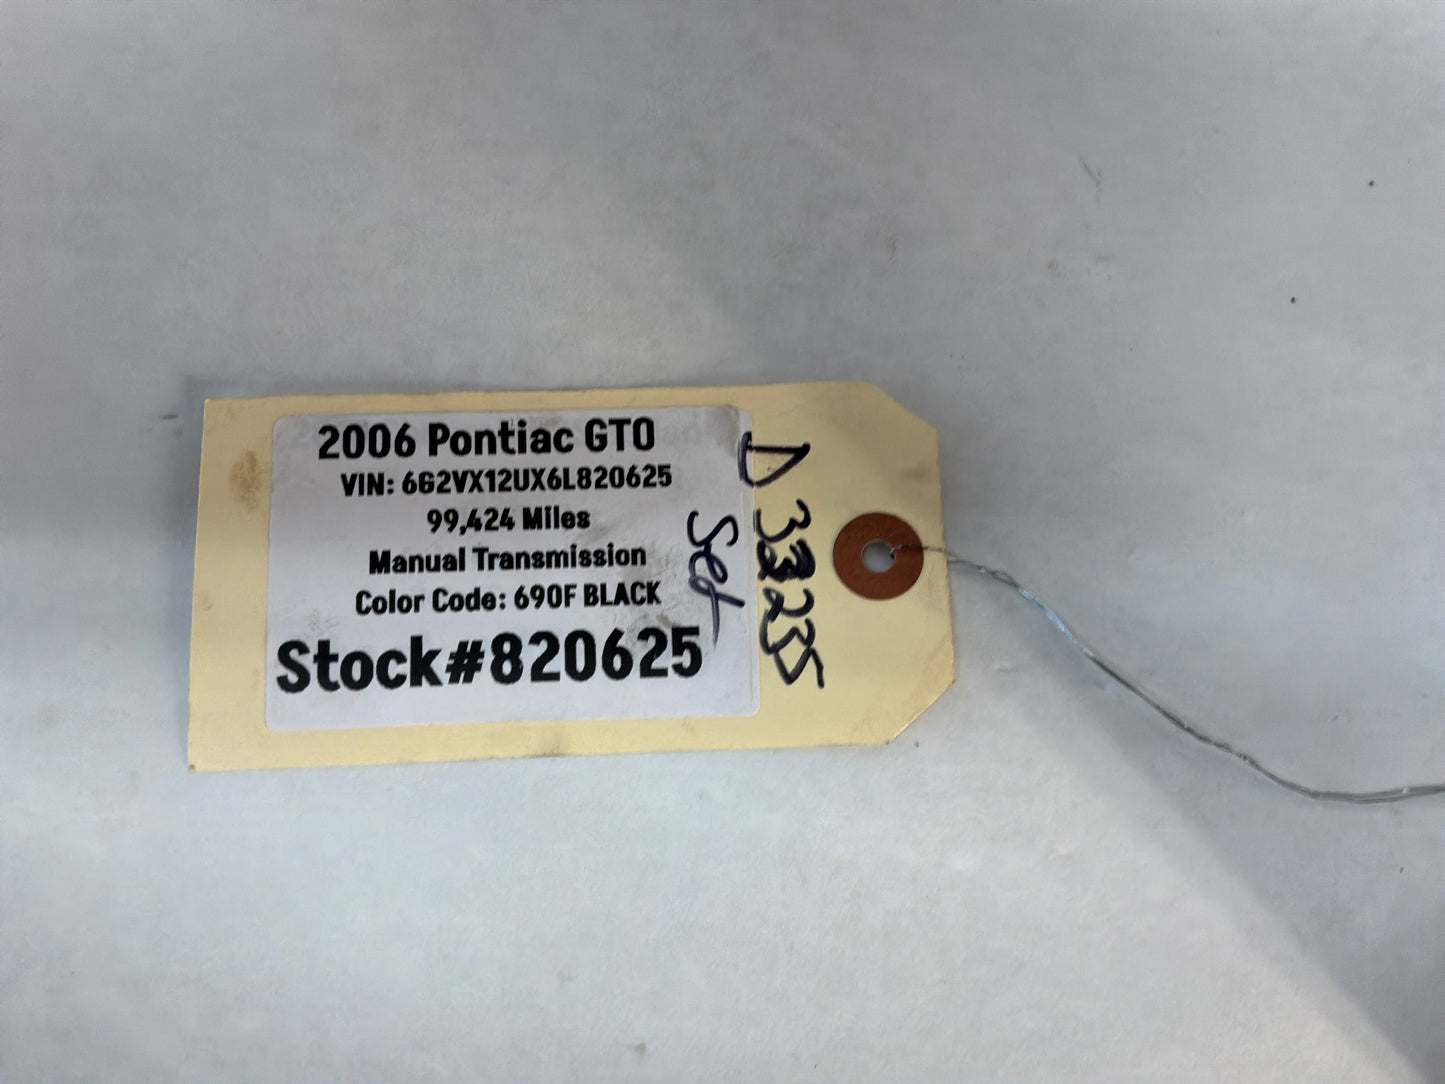 2006 Pontiac GTO
VIN: 6G2VX12UX6L820625
99,424 Miles
Manual Transmission
Color Code: 690F BLACK
Stock#820625
D 33235
Set